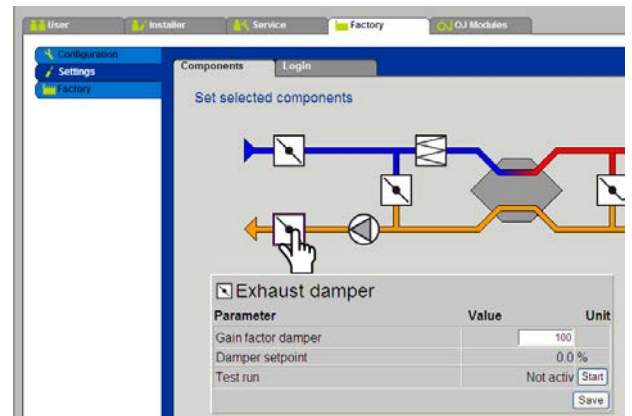 User Installer Service Factory OJ Modules
Configuration
Settings
Factory
Components Login
Set selected components
Exhaust damper
Parameter Value Unit
Gain factor damper 100
Damper setpoint 0.0 %
Test run Not activ Start
Save